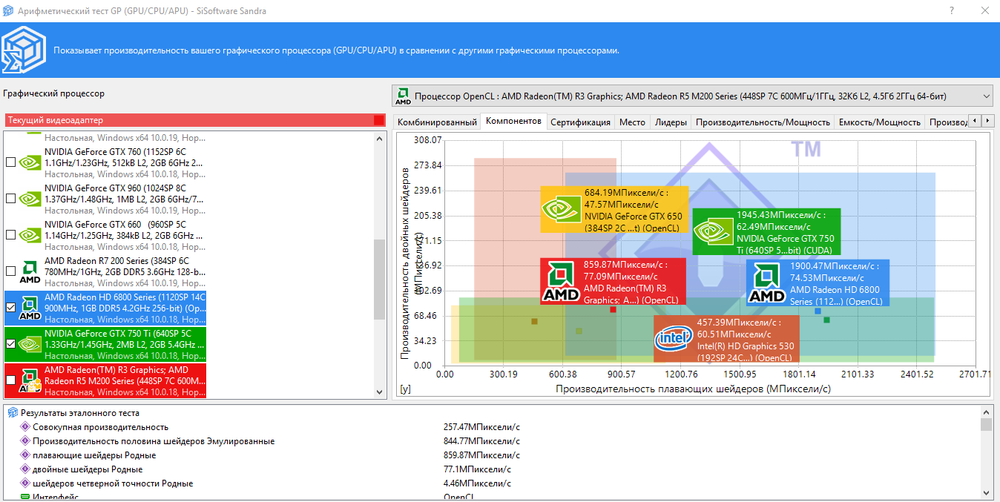 Арифметический тест GP (GPU/CPU/APU) - SiSoftware Sandra
?
Показывает производительность вашего графического процессора (GPU/CPU/APU) в сравнении с другими графическими процессорами.
Графический процессор
AMD
Процессор OpenCL : AMD Radeon(TM) R3 Graphics; AMD Radeon R5 M200 Series (448SP 7C 600МГц/1ГГц, 32Кб L2, 4.5Гб 2ГГц 64-бит)
Текущий видеоадаптер
Настольная, Windows x64 10.0.19, Нор...
NVIDIA GeForce GTX 760 (1152SP 6C
1.1GHz/1.23GHz, 512kB L2, 2GB 6GHz 2...
Настольная, Windows x64 10.0.18, Нор...
NVIDIA GeForce GTX 960 (1024SP 8C
1.37GHz/1.48GHz, 1MB L2, 2GB 6GHz/7...
Настольная, Windows x64 10.0.18, Нор...
NVIDIA GeForce GTX 660 (960SP 5C
1.14GHz/1.25GHz, 384kB L2, 2GB 6GHz ...
Настольная, Windows x64 10.0.18, Нор...
AMD
AMD Radeon R7 200 Series (384SP 6C
780MHz/1GHz, 2GB DDR5 3.6GHz 128-b...
Настольная, Windows x64 10.0.19, Нор...
AMD
AMD Radeon HD 6800 Series (1120SP 14C
900MHz, 1GB DDR5 4.2GHz 256-bit) (Op...
Настольная, Windows x64 10.0.18, Нор...
NVIDIA GeForce GTX 750 Ti (640SP 5C
1.33GHz/1.45GHz, 2MB L2, 2GB 5.4GHz ...
Настольная, Windows x64 10.0.18, Нор...
AMD Radeon(TM) R3 Graphics; AMD
Radeon R5 M200 Series (448SP 7C 600M...
Настольная, Windows x64 10.0.18, Нор...
Комбинированный
Компонентов
Сертификация
Место
Лидеры
Производительность/Мощность
Емкость/Мощность
Производ
TM
308.07
273.84
239.61
205.38
171.15
136.92
102.69
68.46
34.23
0.00
Производительность двойных шейдеров
(МПиксели/с)
684.19МПиксели/с :
47.57МПиксели/с
NVIDIA GeForce GTX 650
(384SP 2C ...t) (OpenCL)
1945.43МПиксели/с :
62.49МПиксели/с
NVIDIA GeForce GTX 750
Ti (640SP 5...bit) (CUDA)
AMD
859.87МПиксели/с :
77.09МПиксели/с
AMD Radeon(TM) R3
Graphics; A...) (OpenCL)
AMD
1900.47МПиксели/с :
74.53МПиксели/с
AMD Radeon HD 6800
Series (112...) (OpenCL)
intel
457.39МПиксели/с :
60.51МПиксели/с
Intel(R) HD Graphics 530
(192SP 24C...) (OpenCL)
0.00 300.19 600.38 900.57 1200.76 1500.95 1801.14 2101.33 2401.52 2701.71
[y]
Производительность плавающих шейдеров (МПиксели/с)
Результаты эталонного теста
Совокупная производительность 257.47МПиксели/с
Производительность половина шейдеров Эмулированные 844.77МПиксели/с
плавающие шейдеры Родные 859.87МПиксели/с
двойные шейдеры Родные 77.1МПиксели/с
шейдеров четверной точности Родные 4.46МПиксели/с
Интерфейс OpenCL